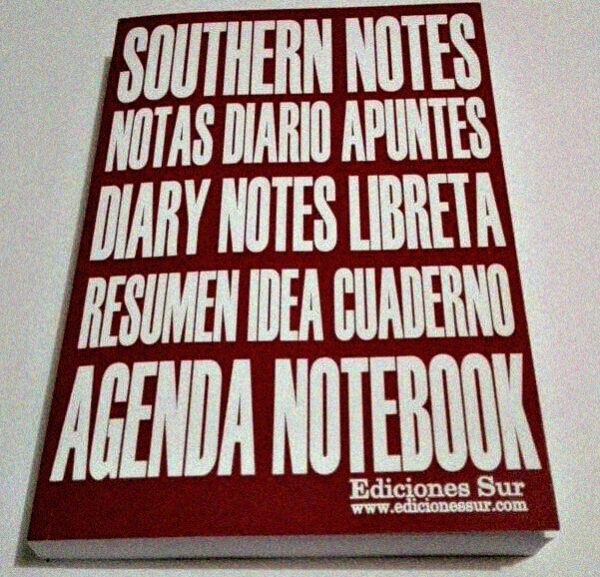 SOUTHERN NOTES
NOTAS DIARIO APUNTES
DIARY NOTES LIBRETA
RESUMEN IDEA CUADERNO
AGENDA NOTEBOOK
Ediciones Sur
www.edicionessur.com